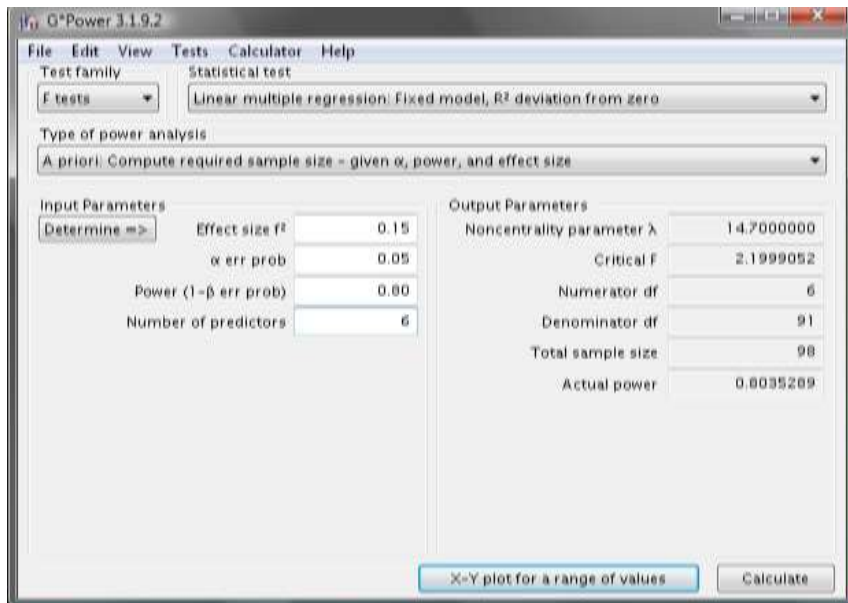 G*Power 3.1.9.2
File Edit View Tests Calculator Help
Test family Statistical test
F tests Linear multiple regression: Fixed model, R² deviation from zero
Type of power analysis
A priori: Compute required sample size - given α, power, and effect size
Input Parameters Output Parameters
Determine => Effect size f² 0.15 Noncentrality parameter λ 14.7000000
α err prob 0.05 Critical F 2.1999052
Power (1-β err prob) 0.80 Numerator df 6
Number of predictors 6 Denominator df 91
Total sample size 98
Actual power 0.8035289
X-Y plot for a range of values Calculate